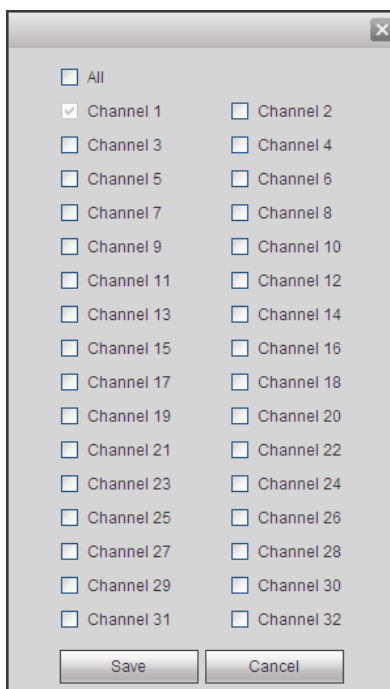 All
Channel 1 Channel 2
Channel 3 Channel 4
Channel 5 Channel 6
Channel 7 Channel 8
Channel 9 Channel 10
Channel 11 Channel 12
Channel 13 Channel 14
Channel 15 Channel 16
Channel 17 Channel 18
Channel 19 Channel 20
Channel 21 Channel 22
Channel 23 Channel 24
Channel 25 Channel 26
Channel 27 Channel 28
Channel 29 Channel 30
Channel 31 Channel 32
Save Cancel